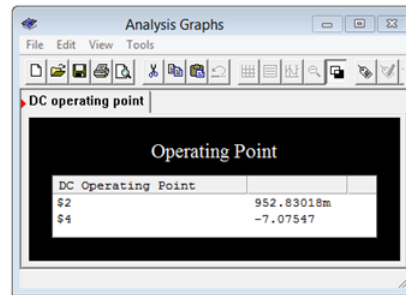 Analysis Graphs
File Edit View Tools
DC operating point
Operating Point
DC Operating Point
$2 952.83018m
$4 -7.07547